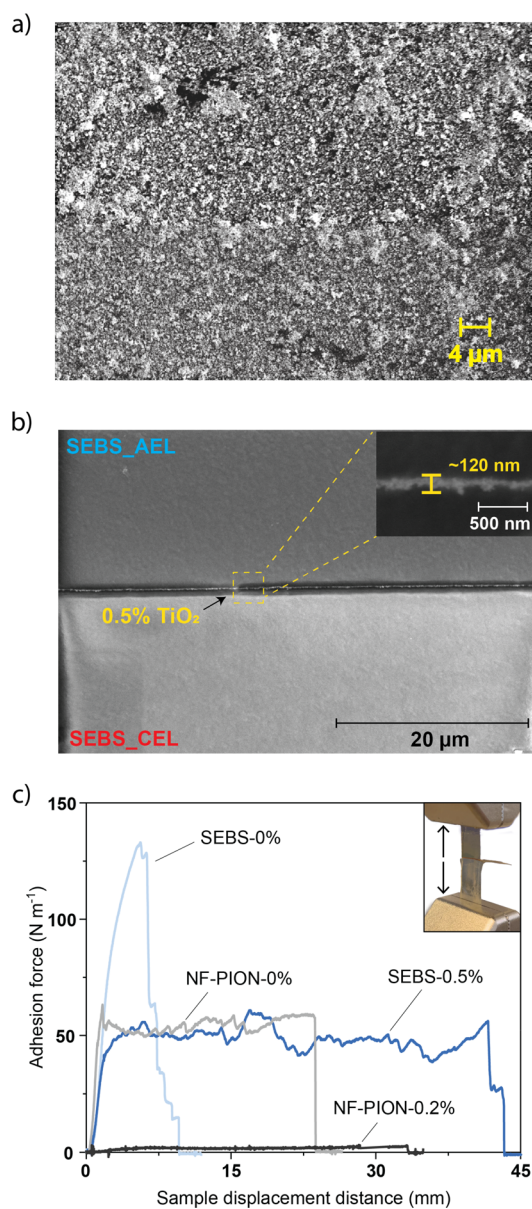 a)
4 µm
b)
SEBS_AEL
~120 nm
500 nm
0.5% TiO₂
SEBS_CEL
20 µm
c)
150
100
50
0
Adhesion force (N m⁻¹)
SEBS-0%
NF-PION-0%
SEBS-0.5%
NF-PION-0.2%
0
15
30
45
Sample displacement distance (mm)